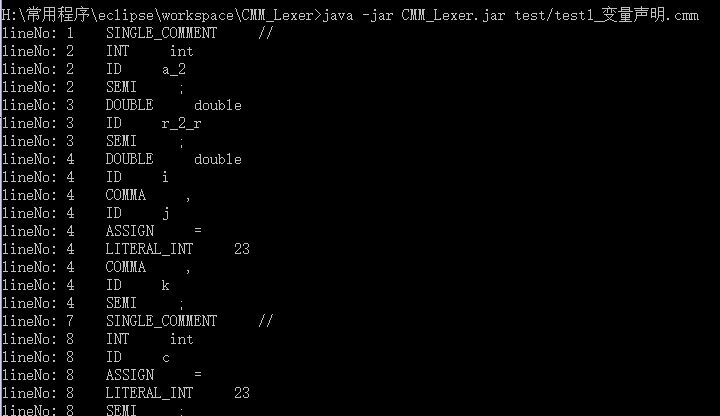 H:\常用程序\eclipse\workspace\CMM_Lexer>java -jar CMM_Lexer.jar test/test1_变量声明.cmm
lineNo: 1    SINGLE_COMMENT    //
lineNo: 2    INT    int
lineNo: 2    ID    a_2
lineNo: 2    SEMI    ;
lineNo: 3    DOUBLE    double
lineNo: 3    ID    r_2_r
lineNo: 3    SEMI    ;
lineNo: 4    DOUBLE    double
lineNo: 4    ID    i
lineNo: 4    COMMA    ,
lineNo: 4    ID    j
lineNo: 4    ASSIGN    =
lineNo: 4    LITERAL_INT    23
lineNo: 4    COMMA    ,
lineNo: 4    ID    k
lineNo: 4    SEMI    ;
lineNo: 7    SINGLE_COMMENT    //
lineNo: 8    INT    int
lineNo: 8    ID    c
lineNo: 8    ASSIGN    =
lineNo: 8    LITERAL_INT    23
lineNo: 8    SEMI    ;